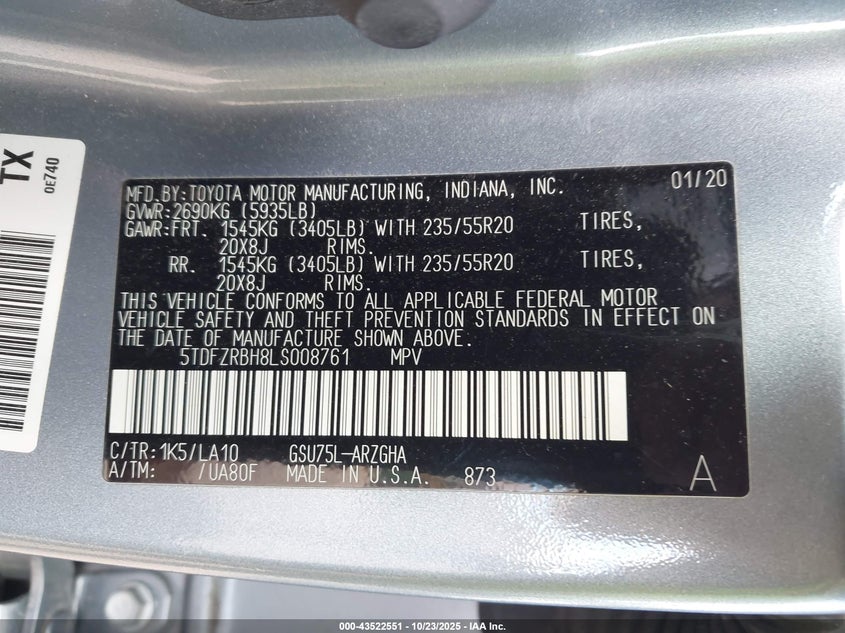 TX
0E740
MFD.BY:TOYOTA MOTOR MANUFACTURING, INDIANA, INC. 01/20
GVWR:2690KG (5935LB)
GAWR:FRT. 1545KG (3405LB) WITH 235/55R20 TIRES,
20X8J RIMS.
RR. 1545KG (3405LB) WITH 235/55R20 TIRES,
20X8J RIMS.
THIS VEHICLE CONFORMS TO ALL APPLICABLE FEDERAL MOTOR
VEHICLE SAFETY AND THEFT PREVENTION STANDARDS IN EFFECT ON
THE DATE OF MANUFACTURE SHOWN ABOVE.
5TDFZRBH8LS008761 MPV
C/TR:1K5/LA10 GSU75L-ARZGHA
A/TM: /UA80F MADE IN U.S.A. 873 A
000-43522551 - 10/23/2025 - IAA Inc.